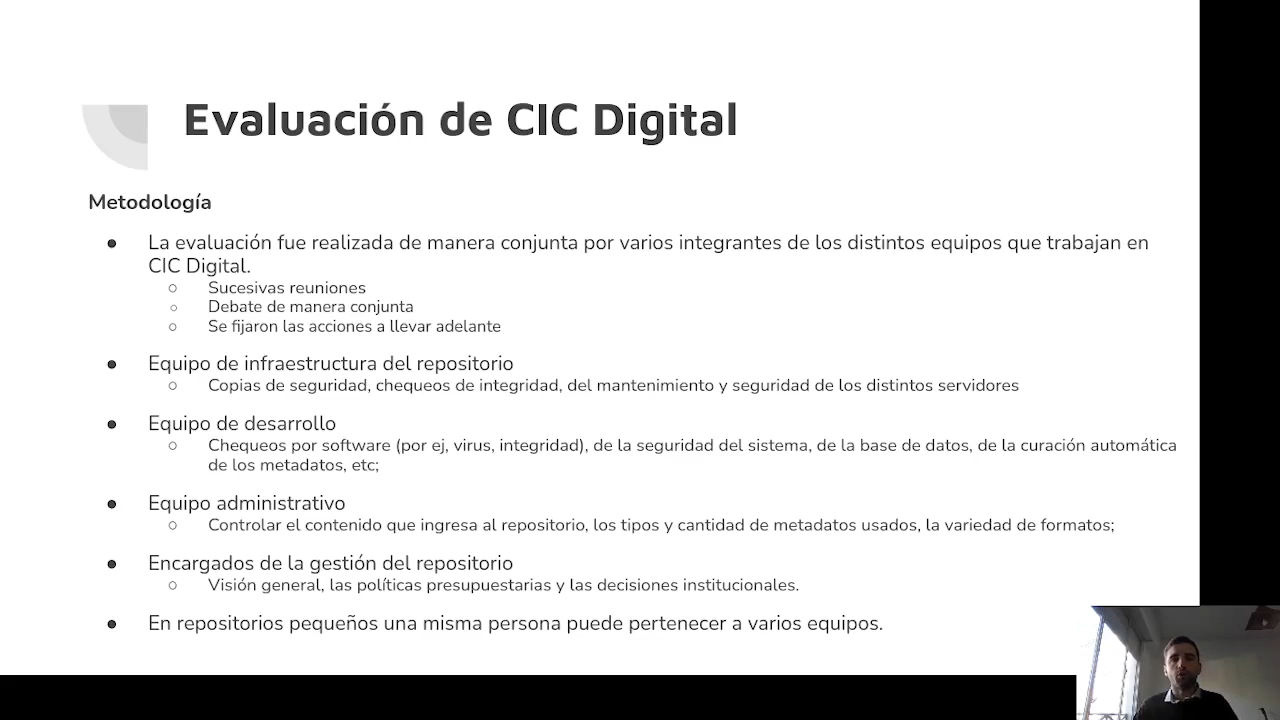 Evaluación de CIC Digital
Metodología
● La evaluación fue realizada de manera conjunta por varios integrantes de los distintos equipos que trabajan en
CIC Digital.
○ Sucesivas reuniones
○ Debate de manera conjunta
○ Se fijaron las acciones a llevar adelante
● Equipo de infraestructura del repositorio
○ Copias de seguridad, chequeos de integridad, del mantenimiento y seguridad de los distintos servidores
● Equipo de desarrollo
○ Chequeos por software (por ej, virus, integridad), de la seguridad del sistema, de la base de datos, de la curación automática
de los metadatos, etc;
● Equipo administrativo
○ Controlar el contenido que ingresa al repositorio, los tipos y cantidad de metadatos usados, la variedad de formatos;
● Encargados de la gestión del repositorio
○ Visión general, las políticas presupuestarias y las decisiones institucionales.
● En repositorios pequeños una misma persona puede pertenecer a varios equipos.